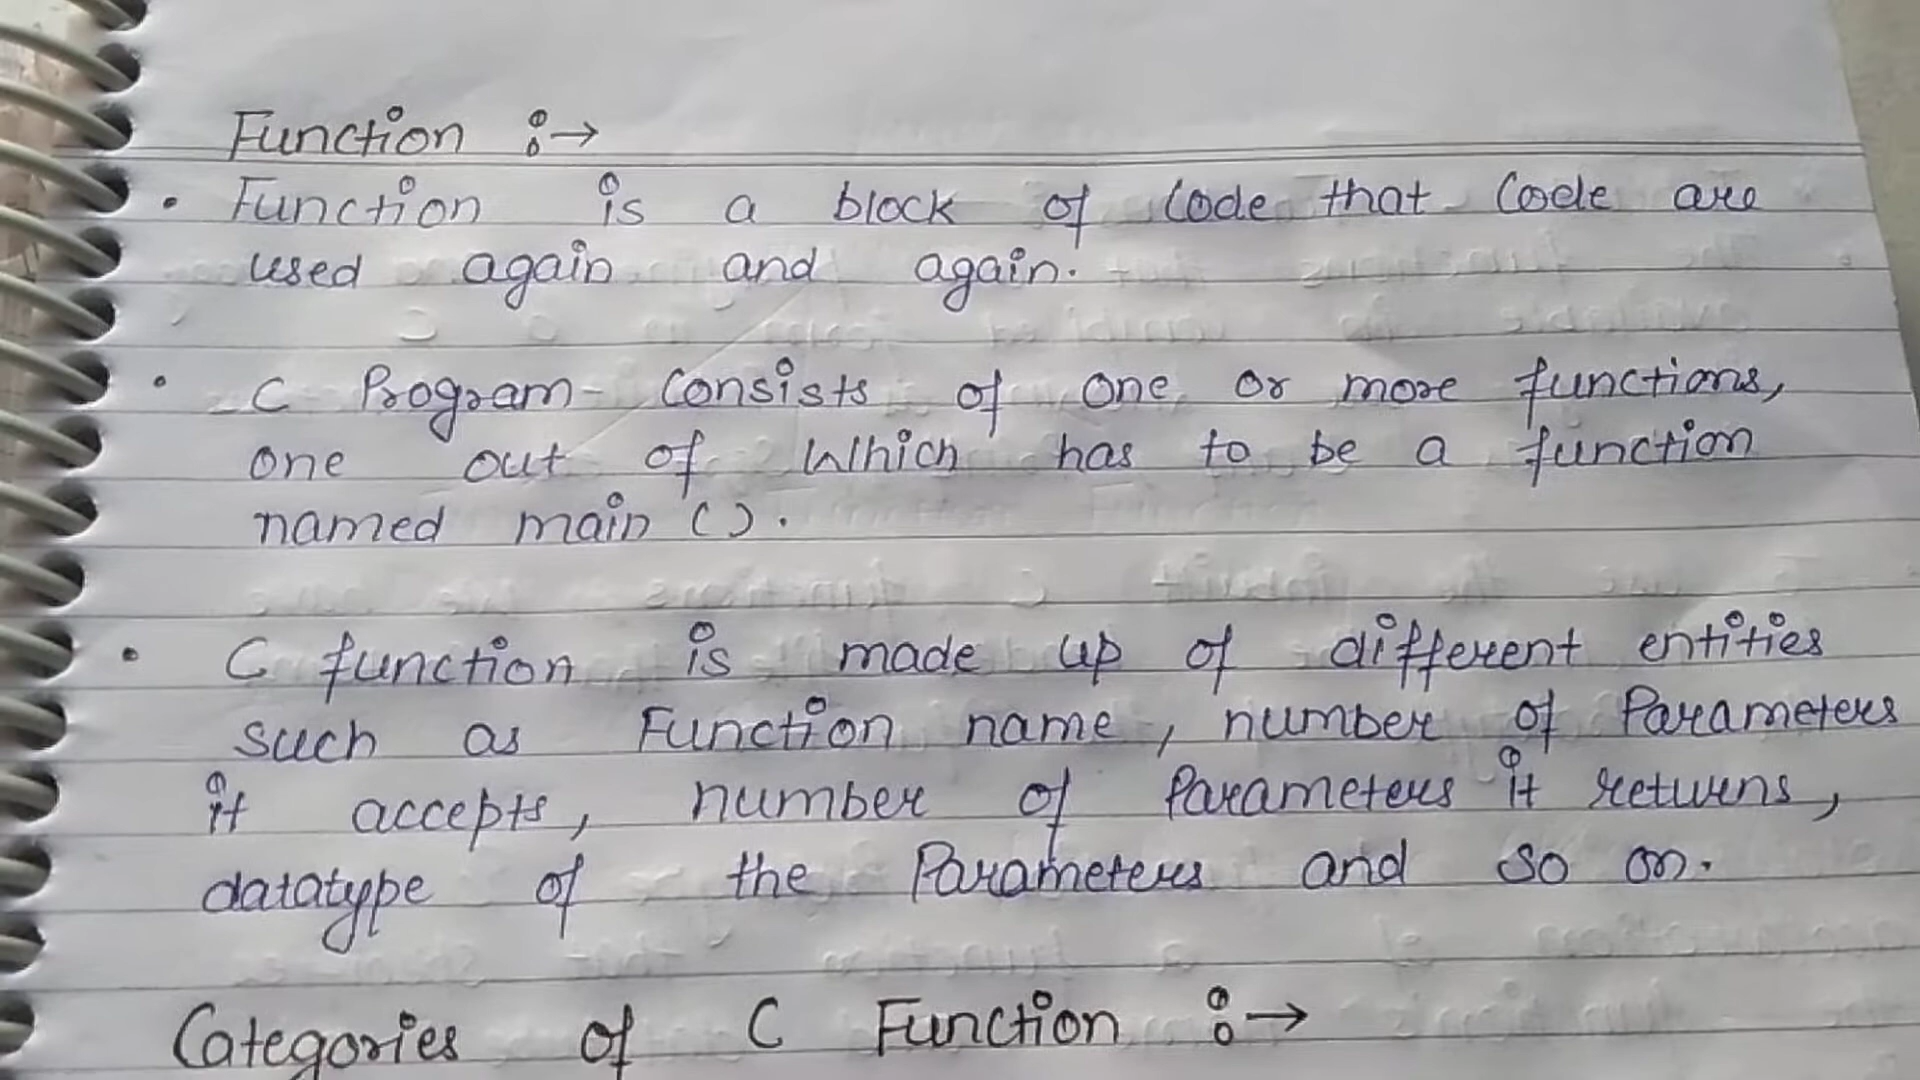 Function :→
• Function is a block of code that code are
used again and again.
• C Program consists of one or more functions,
one out of which has to be a function
named main ().
• C function is made up of different entities
such as Function name, number of Parameters
it accepts, number of Parameters it returns,
datatype of the Parameters and so on.
Categories of C Function :→